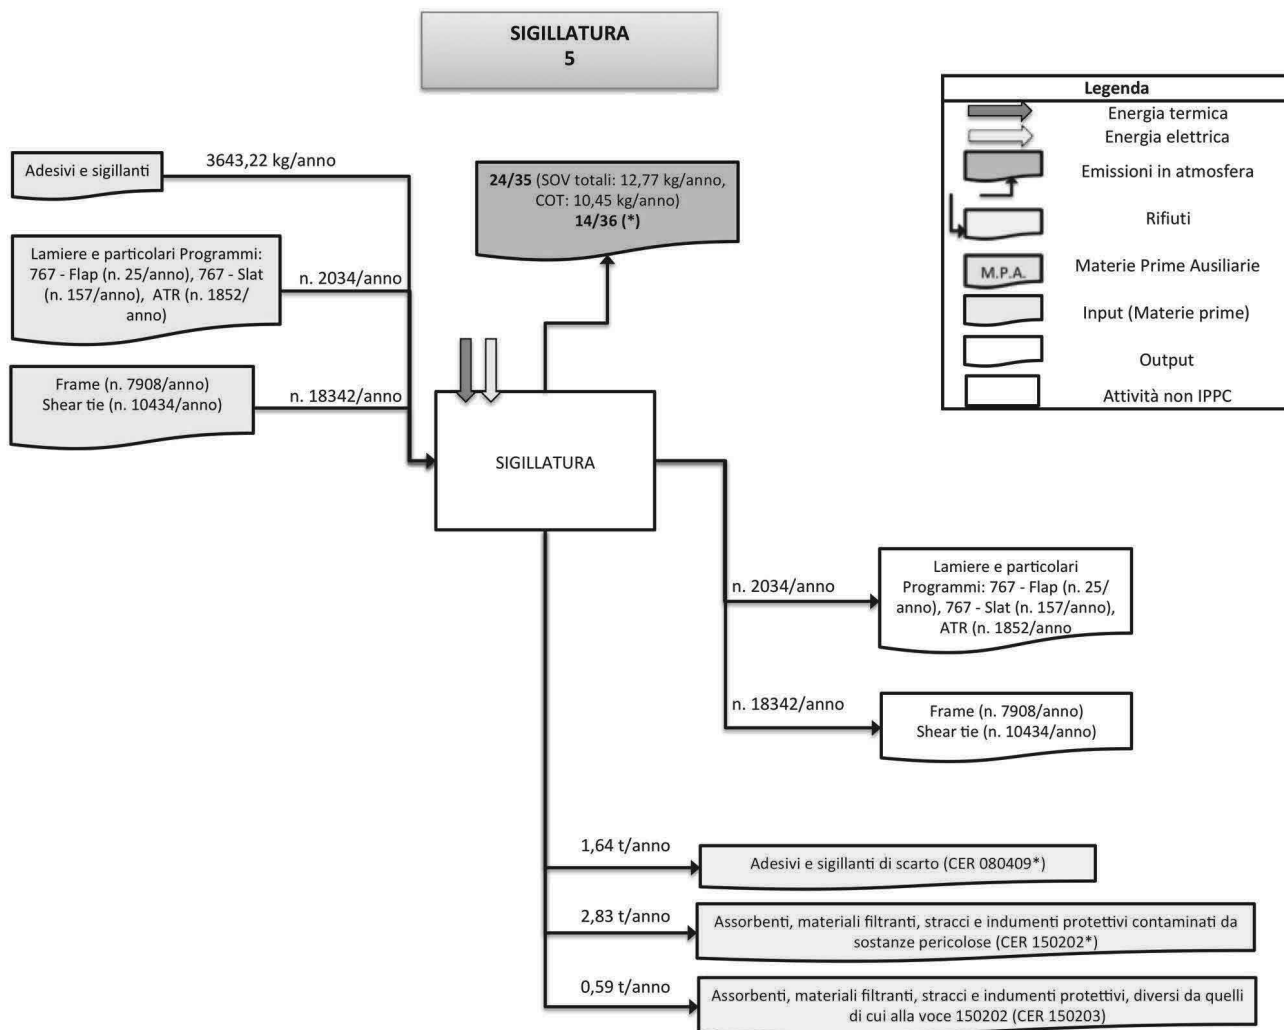 SIGILLATURA
5
Legenda
Energia termica
Energia elettrica
Emissioni in atmosfera
Rifiuti
M.P.A.
Materie Prime Ausiliarie
Input (Materie prime)
Output
Attività non IPPC
Adesivi e sigillanti
3643,22 kg/anno
24/35 (SOV totali: 12,77 kg/anno,
COT: 10,45 kg/anno)
14/36 (*)
Lamiere e particolari Programmi:
767 - Flap (n. 25/anno), 767 - Slat
(n. 157/anno), ATR (n. 1852/
anno)
n. 2034/anno
Frame (n. 7908/anno)
Shear tie (n. 10434/anno)
n. 18342/anno
SIGILLATURA
n. 2034/anno
Lamiere e particolari
Programmi: 767 - Flap (n. 25/
anno), 767 - Slat (n. 157/anno),
ATR (n. 1852/anno
n. 18342/anno
Frame (n. 7908/anno)
Shear tie (n. 10434/anno)
1,64 t/anno
Adesivi e sigillanti di scarto (CER 080409*)
2,83 t/anno
Assorbenti, materiali filtranti, stracci e indumenti protettivi contaminati da
sostanze pericolose (CER 150202*)
0,59 t/anno
Assorbenti, materiali filtranti, stracci e indumenti protettivi, diversi da quelli
di cui alla voce 150202 (CER 150203)